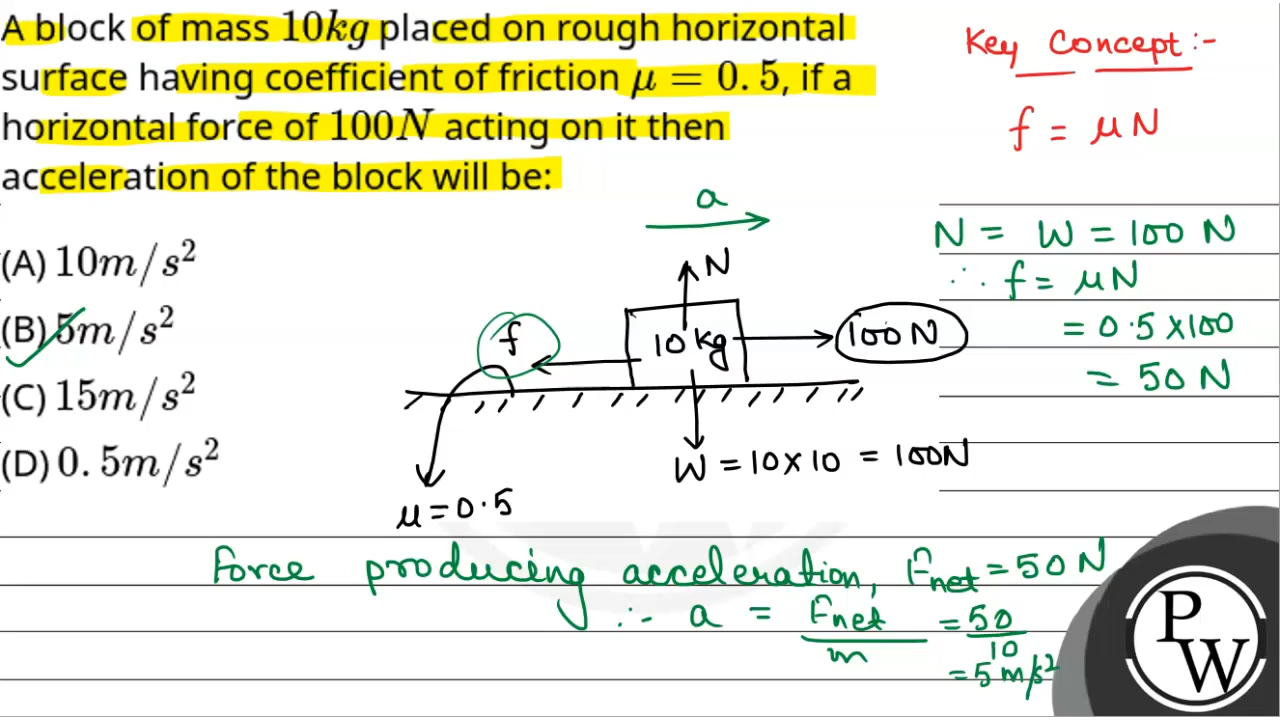 A block of mass 10kg placed on rough horizontal
surface having coefficient of friction μ = 0.5, if a
horizontal force of 100N acting on it then
acceleration of the block will be:
(A) 10m/s²
(B) 5m/s²
(C) 15m/s²
(D) 0.5m/s²
Key Concept :-
f = μN
a
N
f
10 kg
100 N
W = 10 × 10 = 100N
μ = 0.5
N = W = 100 N
∴ f = μN
= 0.5 × 100
= 50 N
Force producing acceleration, Fnet = 50 N
∴ a = Fnet/m = 50/10
= 5 m/s²
P
W